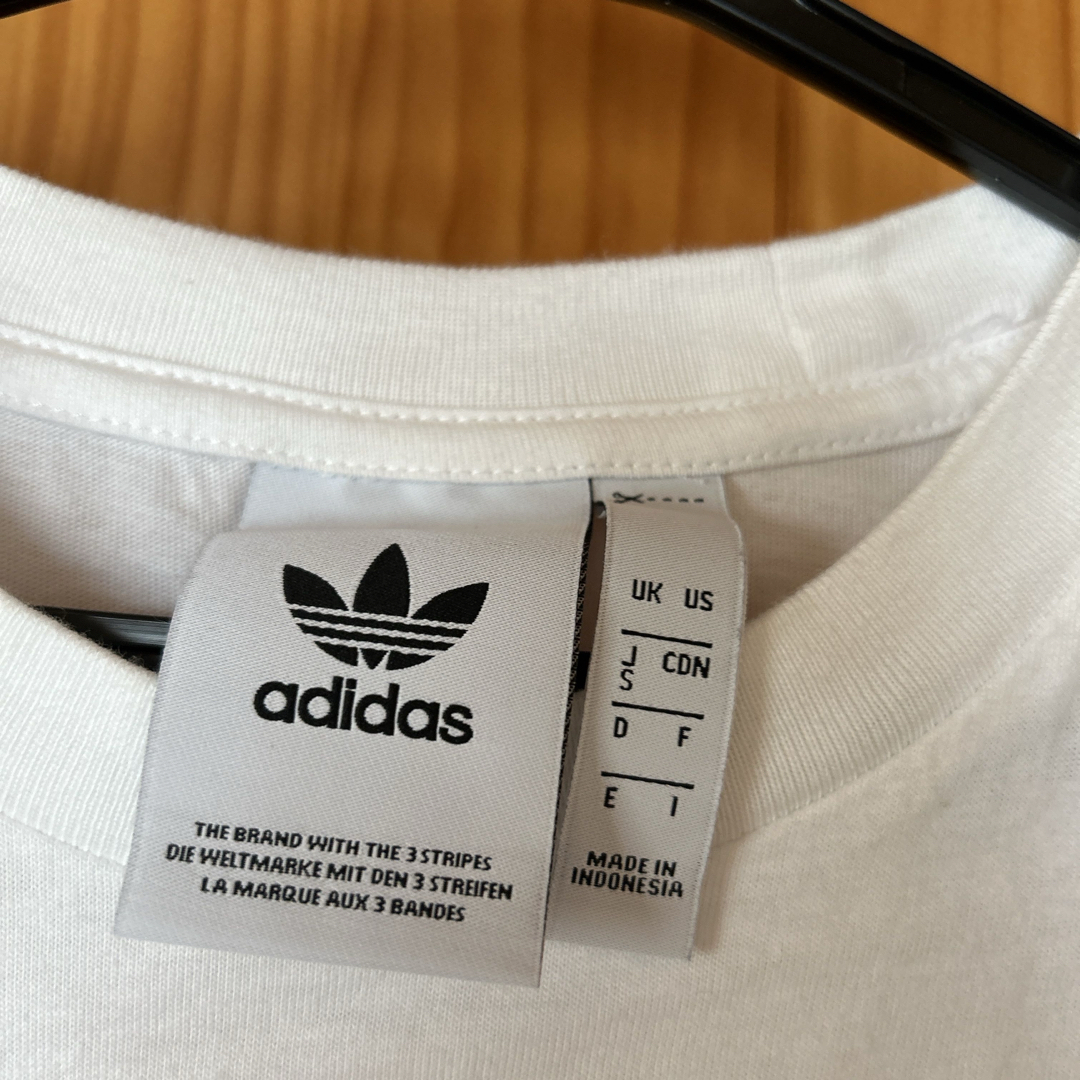 adidas
THE BRAND WITH THE 3 STRIPES
DIE WELTMARKE MIT DEN 3 STREIFEN
LA MARQUE AUX 3 BANDES
UK US
J CDN
S
D F
E I
MADE IN
INDONESIA